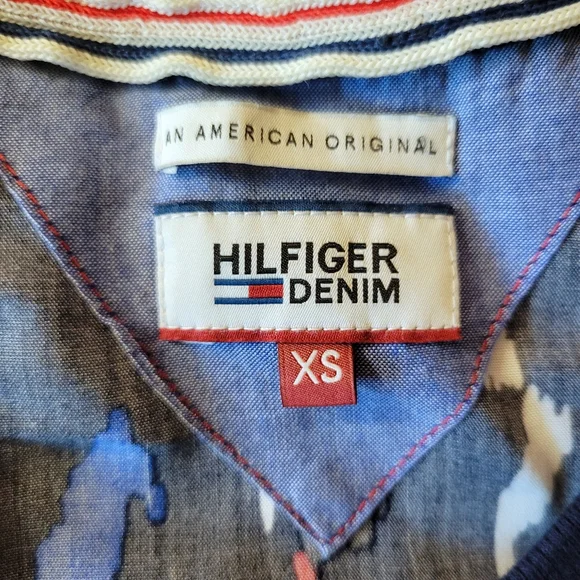 AN AMERICAN ORIGINAL
HILFIGER
DENIM
XS